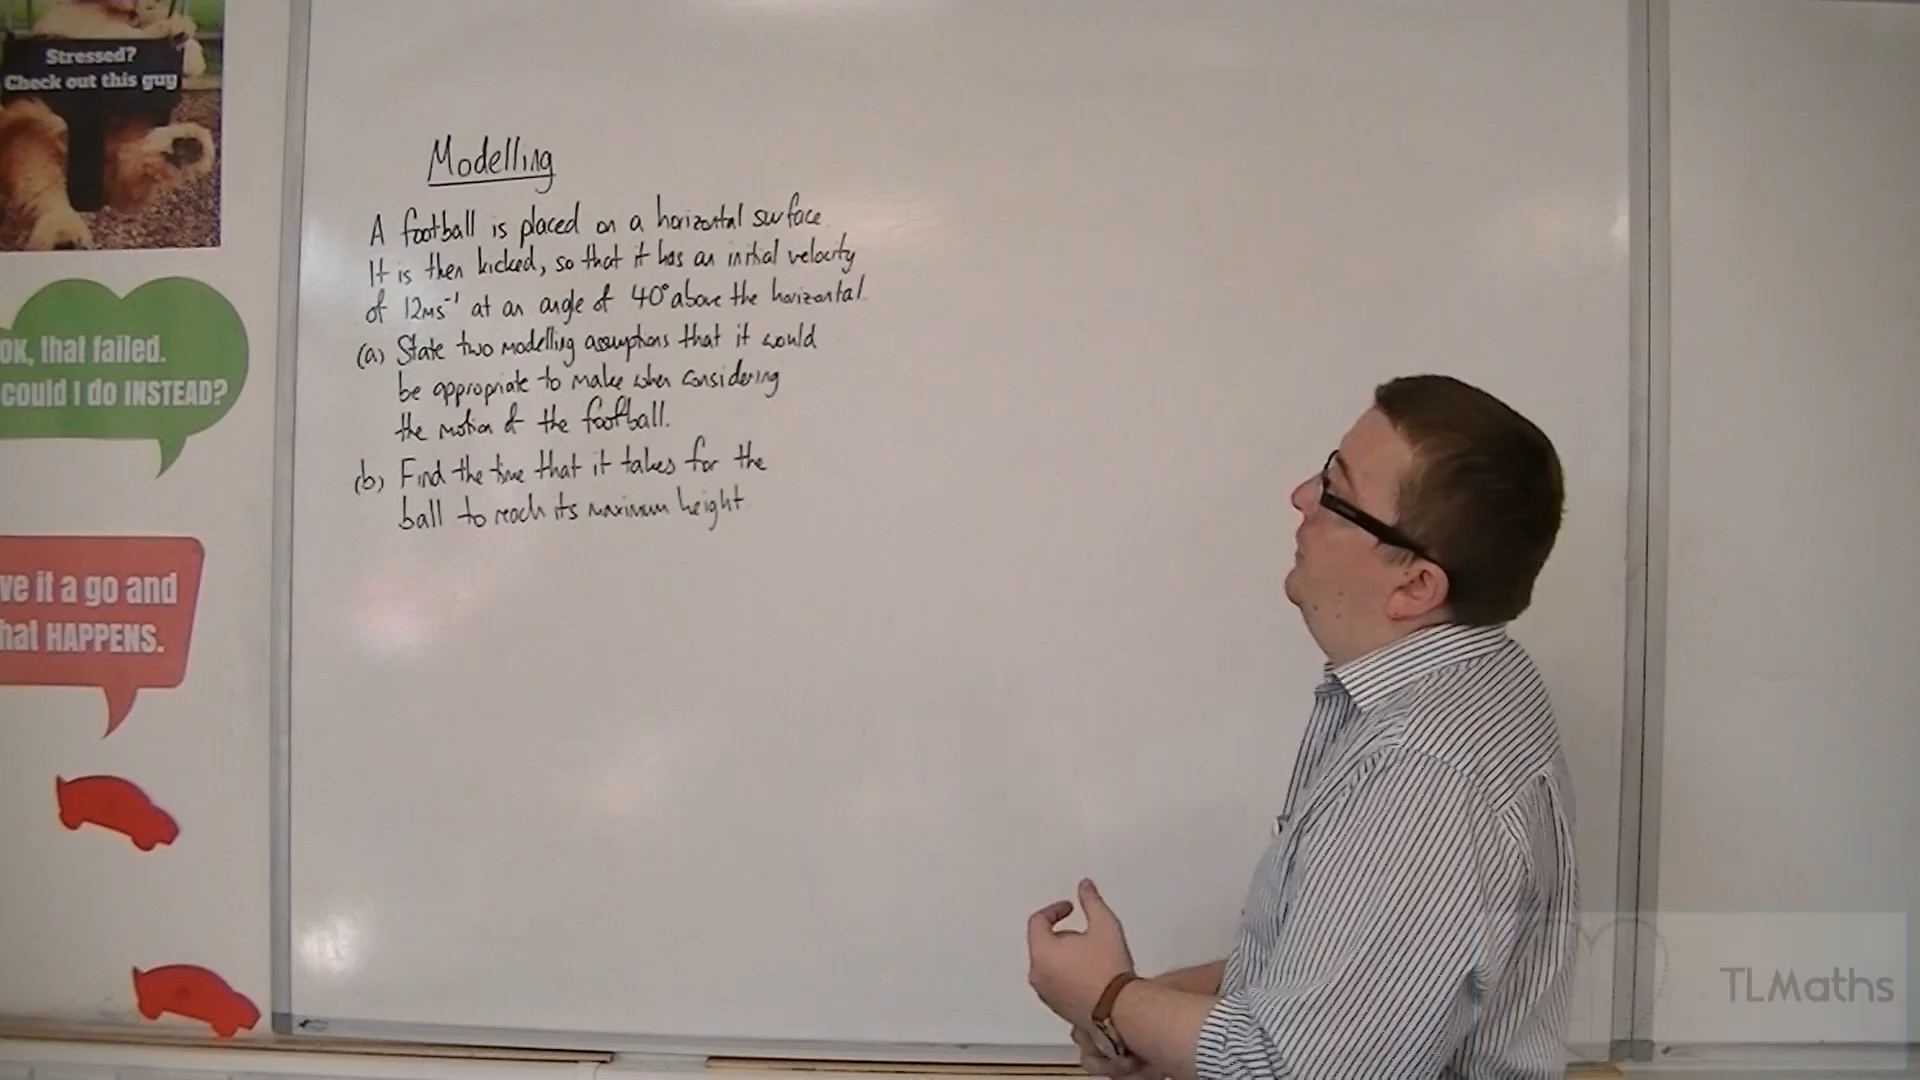 Stressed?
Check out this guy
OK, that failed.
could I do INSTEAD?
ve it a go and
hat HAPPENS.
Modelling
A football is placed on a horizontal surface.
It is then kicked, so that it has an initial velocity
of 12ms⁻¹ at an angle of 40° above the horizontal.
(a) State two modelling assumptions that it would
be appropriate to make when considering
the motion of the football.
(b) Find the time that it takes for the
ball to reach its maximum height.
TLMaths